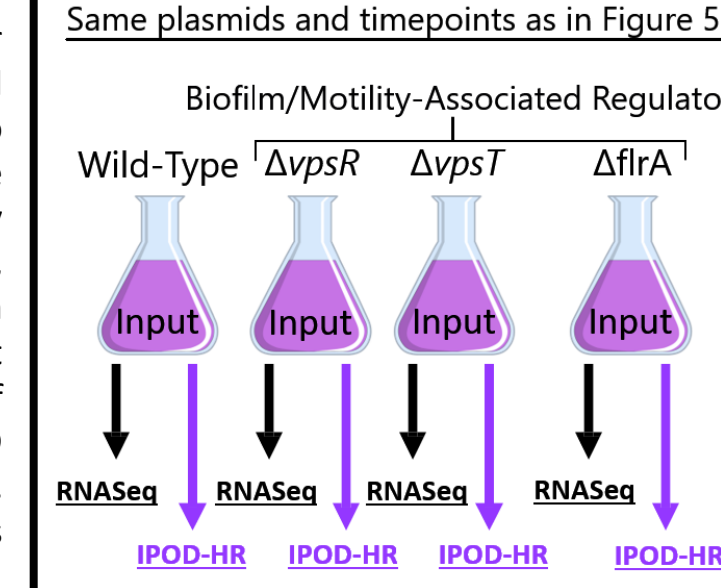 Same plasmids and timepoints as in Figure 5
Biofilm/Motility-Associated Regulato
Wild-Type ΔvpsR ΔvpsT ΔflrA
Input Input Input Input
RNASeq RNASeq RNASeq RNASeq
IPOD-HR IPOD-HR IPOD-HR IPOD-HR